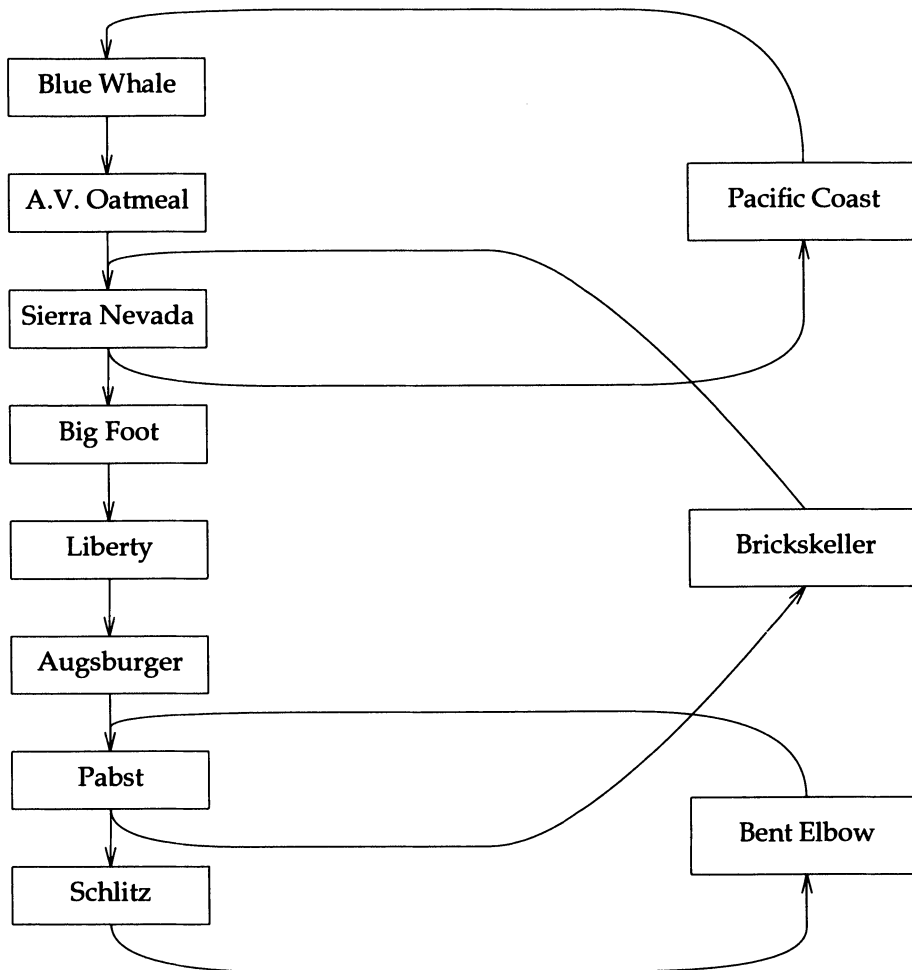 Blue Whale
A.V. Oatmeal
Pacific Coast
Sierra Nevada
Big Foot
Liberty
Brickskeller
Augsburger
Pabst
Bent Elbow
Schlitz